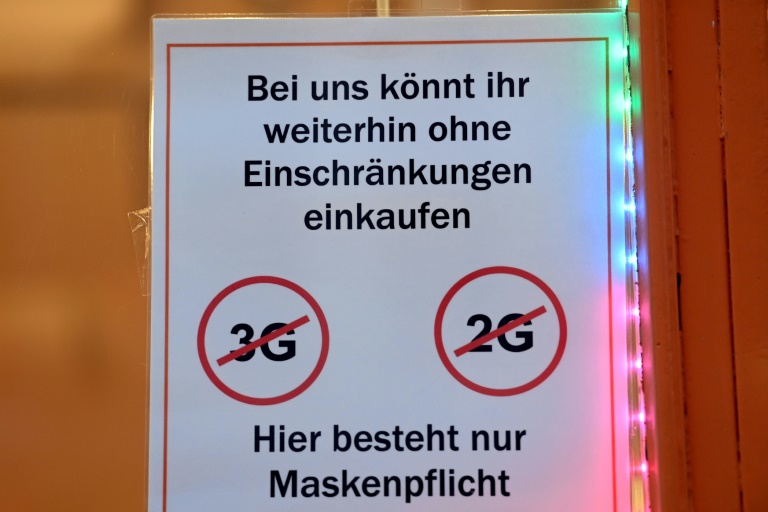 Bei uns könnt ihr
weiterhin ohne
Einschränkungen
einkaufen
3G 2G
Hier besteht nur
Maskenpflicht